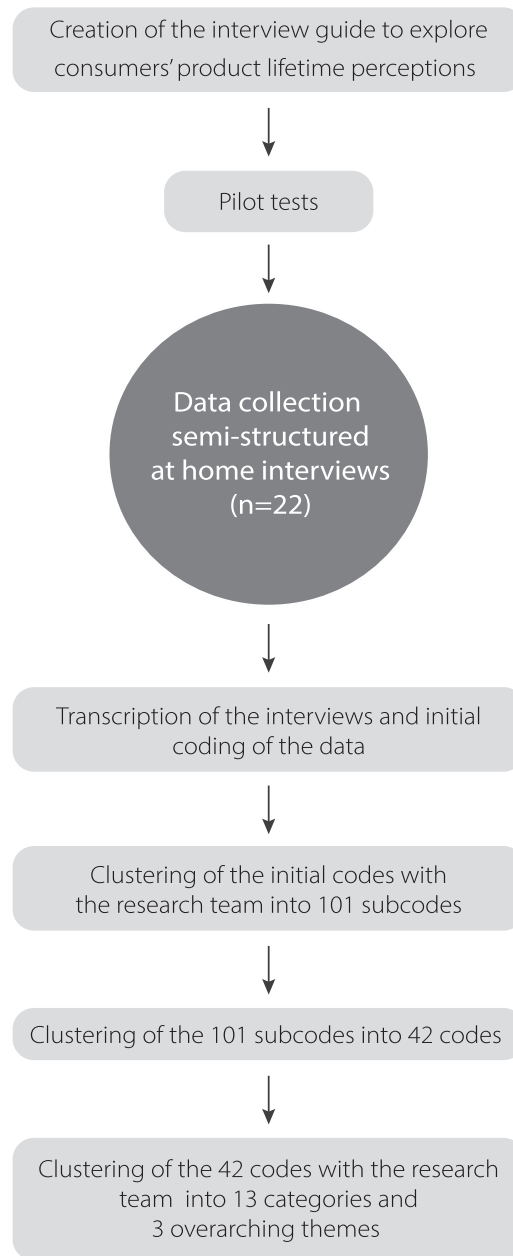 Creation of the interview guide to explore
consumers' product lifetime perceptions
Pilot tests
Data collection
semi-structured
at home interviews
(n=22)
Transcription of the interviews and initial
coding of the data
Clustering of the initial codes with
the research team into 101 subcodes
Clustering of the 101 subcodes into 42 codes
Clustering of the 42 codes with the research
team into 13 categories and
3 overarching themes